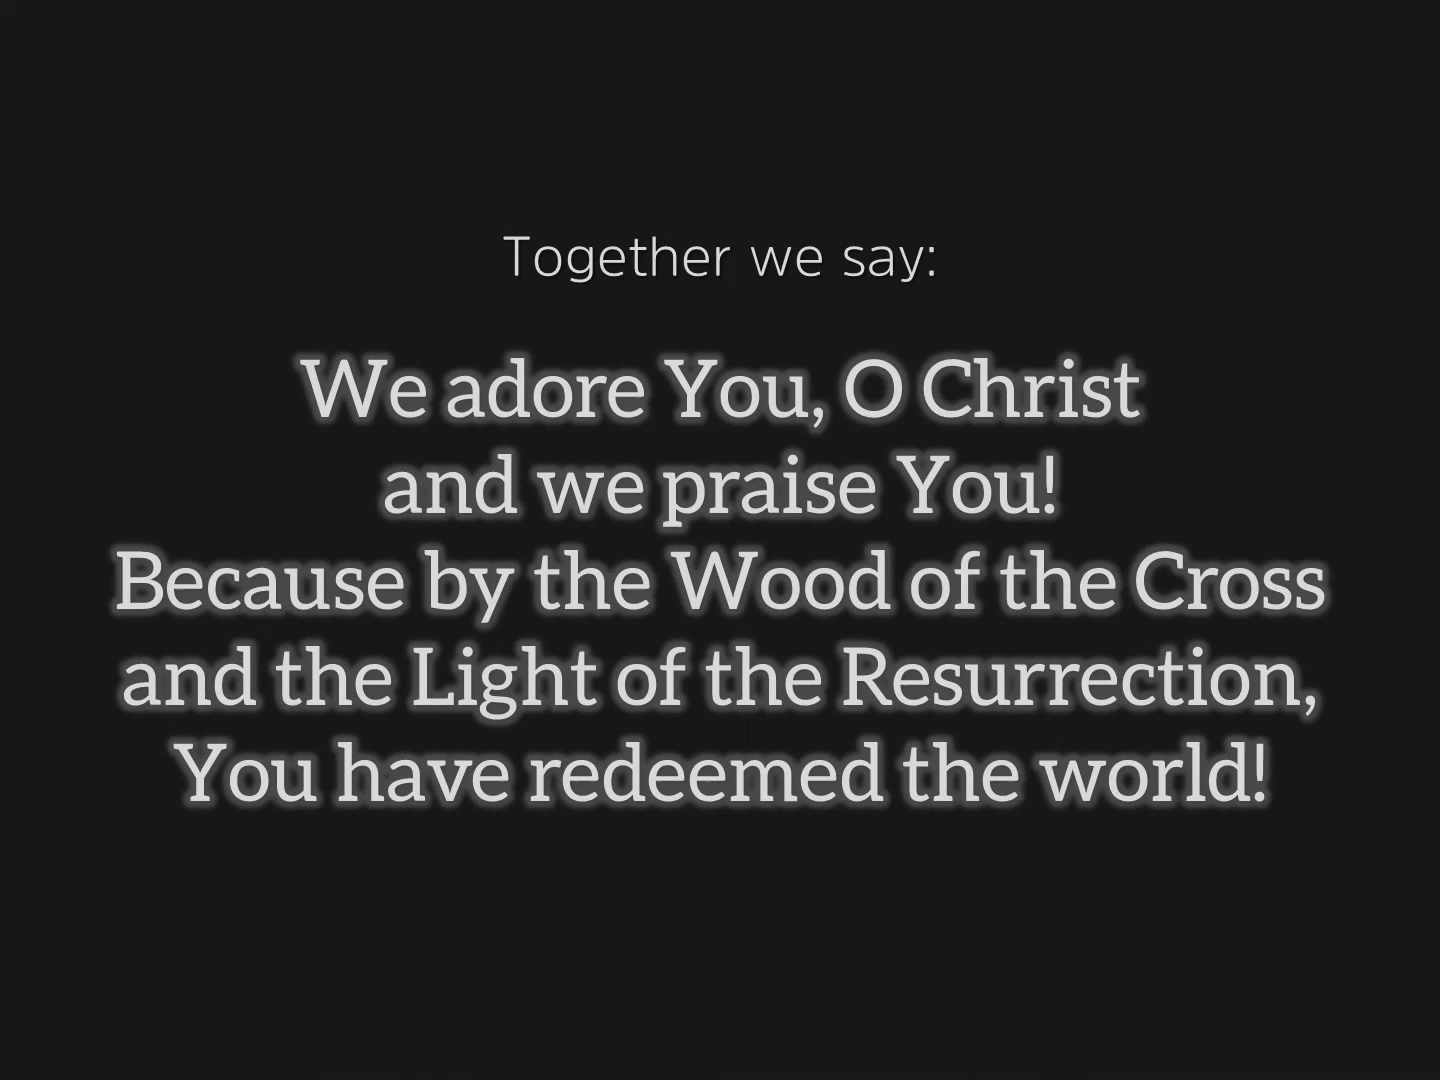 Together we say:
We adore You, O Christ
and we praise You!
Because by the Wood of the Cross
and the Light of the Resurrection,
You have redeemed the world!